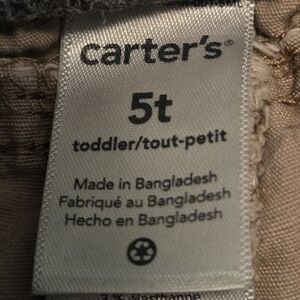 carter's®
5t
toddler/tout-petit
Made in Bangladesh
Fabriqué au Bangladesh
Hecho en Bangladesh